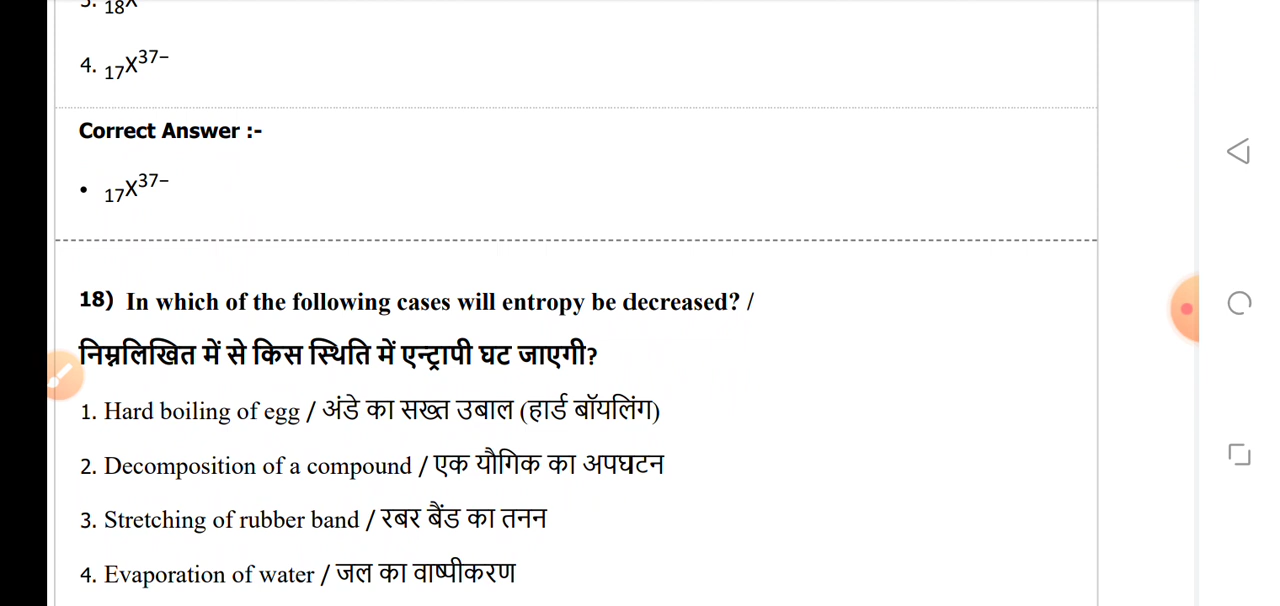 3. 18X
4. 17X37–
Correct Answer :-
• 17X37–
18) In which of the following cases will entropy be decreased? /
निम्नलिखित में से किस स्थिति में एन्ट्रापी घट जाएगी?
1. Hard boiling of egg / अंडे का सख्त उबाल (हार्ड बॉयलिंग)
2. Decomposition of a compound / एक यौगिक का अपघटन
3. Stretching of rubber band / रबर बैंड का तनन
4. Evaporation of water / जल का वाष्पीकरण